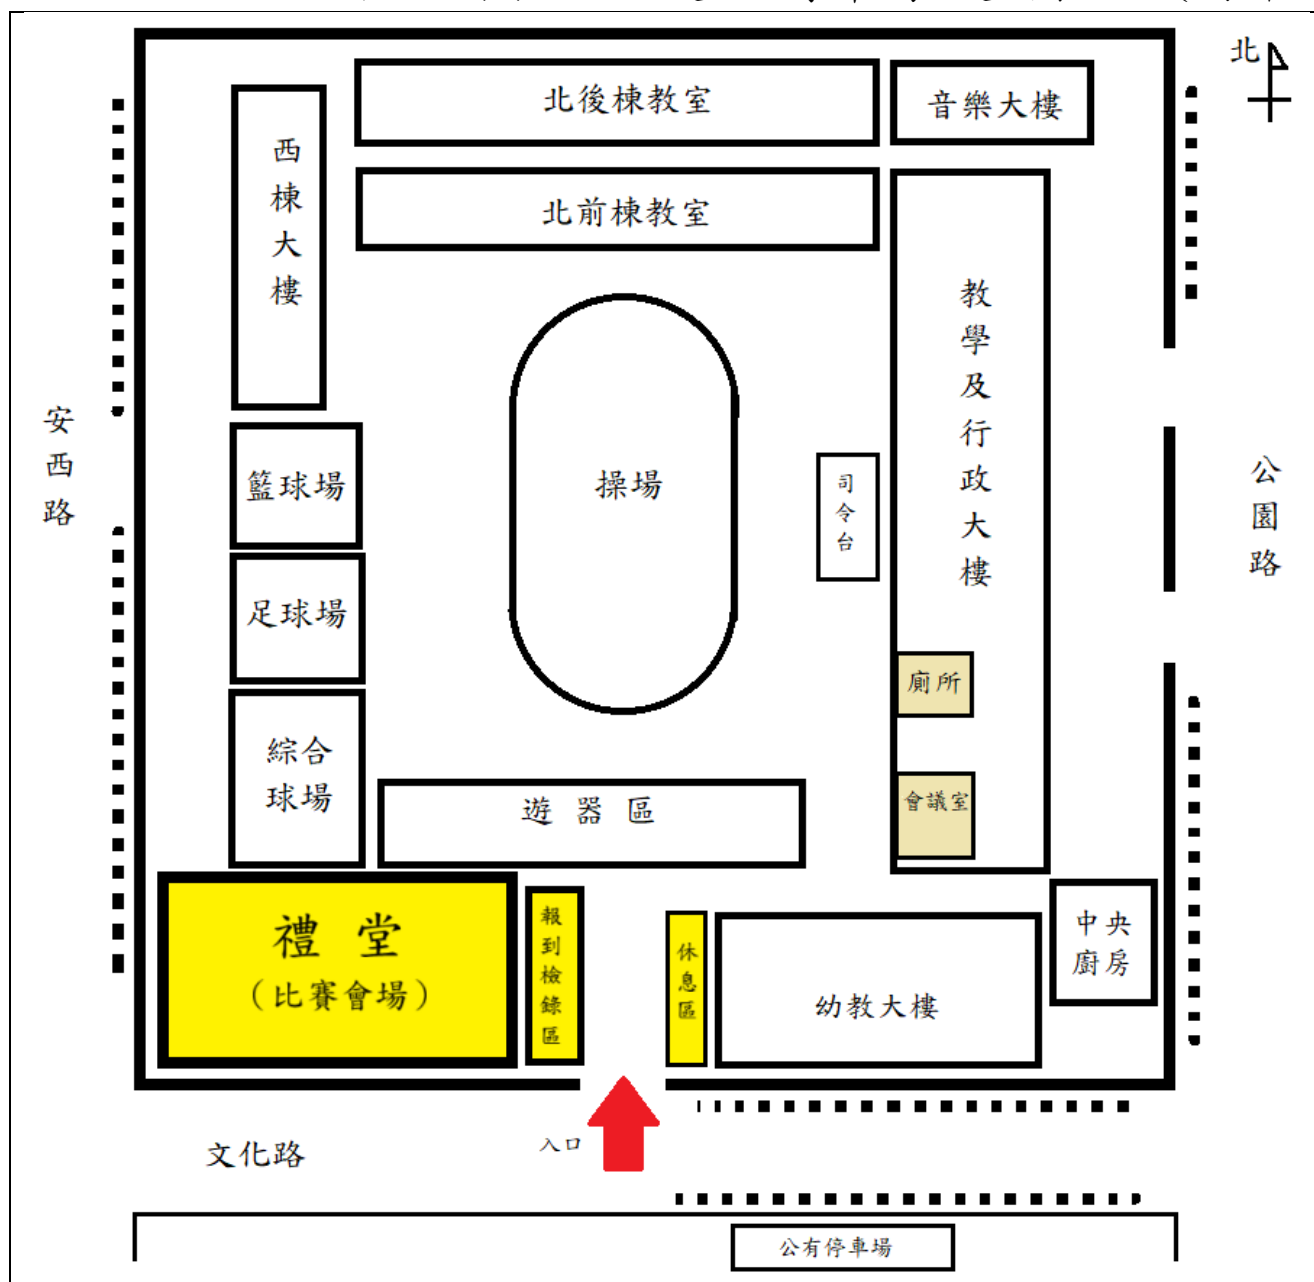 北
北後棟教室
音樂大樓
西棟大樓
北前棟教室
教學及行政大樓
安西路
籃球場
操場
司令台
公園路
足球場
廁所
綜合
球場
遊器區
會議室
禮堂
(比賽會場)
報到檢錄區
休息區
幼教大樓
中央
廚房
文化路
入口
公有停車場